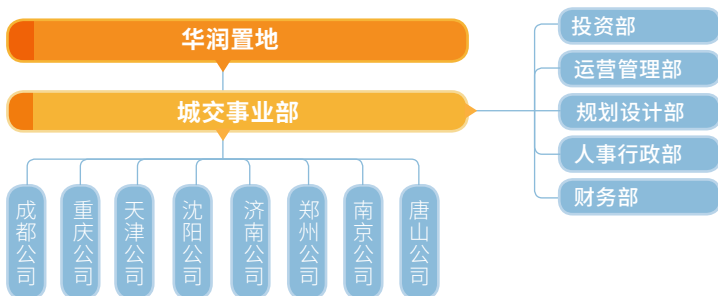 华润置地
城交事业部
投资部
运营管理部
规划设计部
人事行政部
财务部
成都公司
重庆公司
天津公司
沈阳公司
济南公司
郑州公司
南京公司
唐山公司